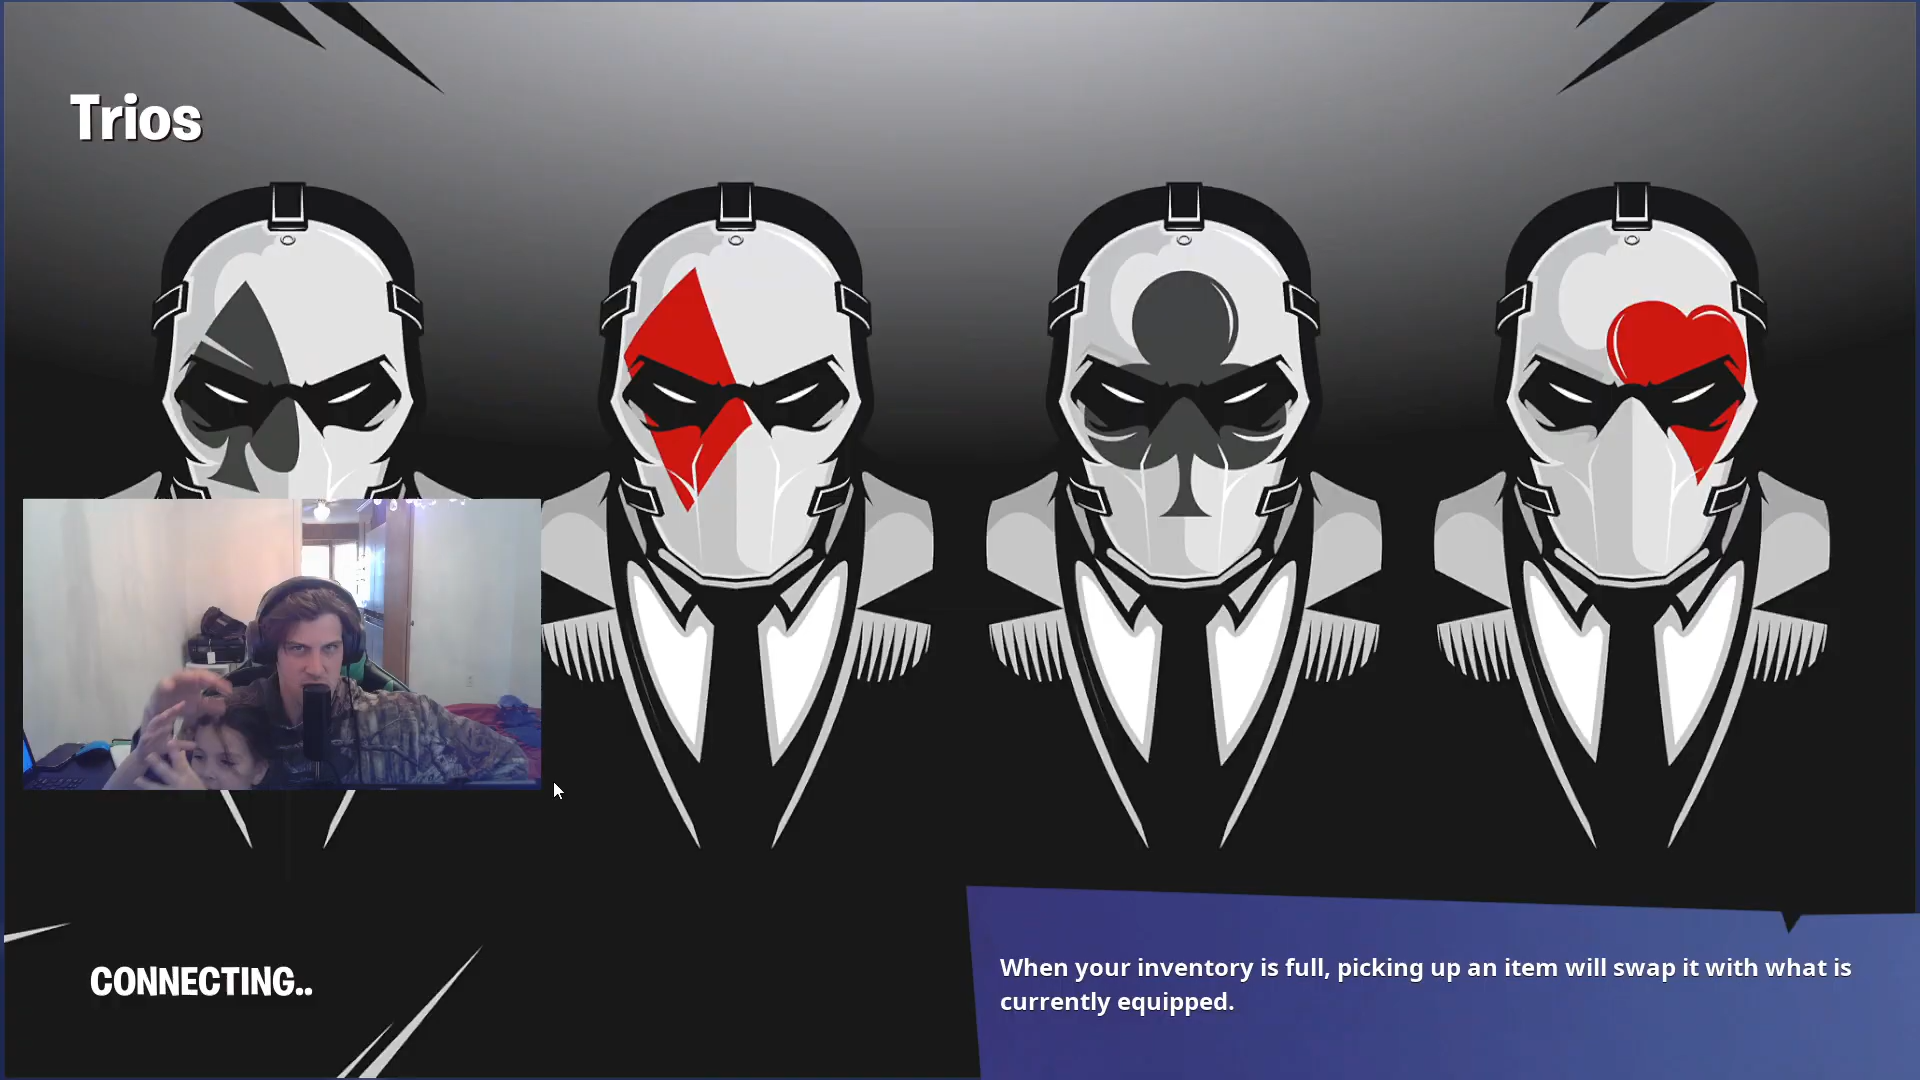 Trios
CONNECTING..
When your inventory is full, picking up an item will swap it with what is
currently equipped.